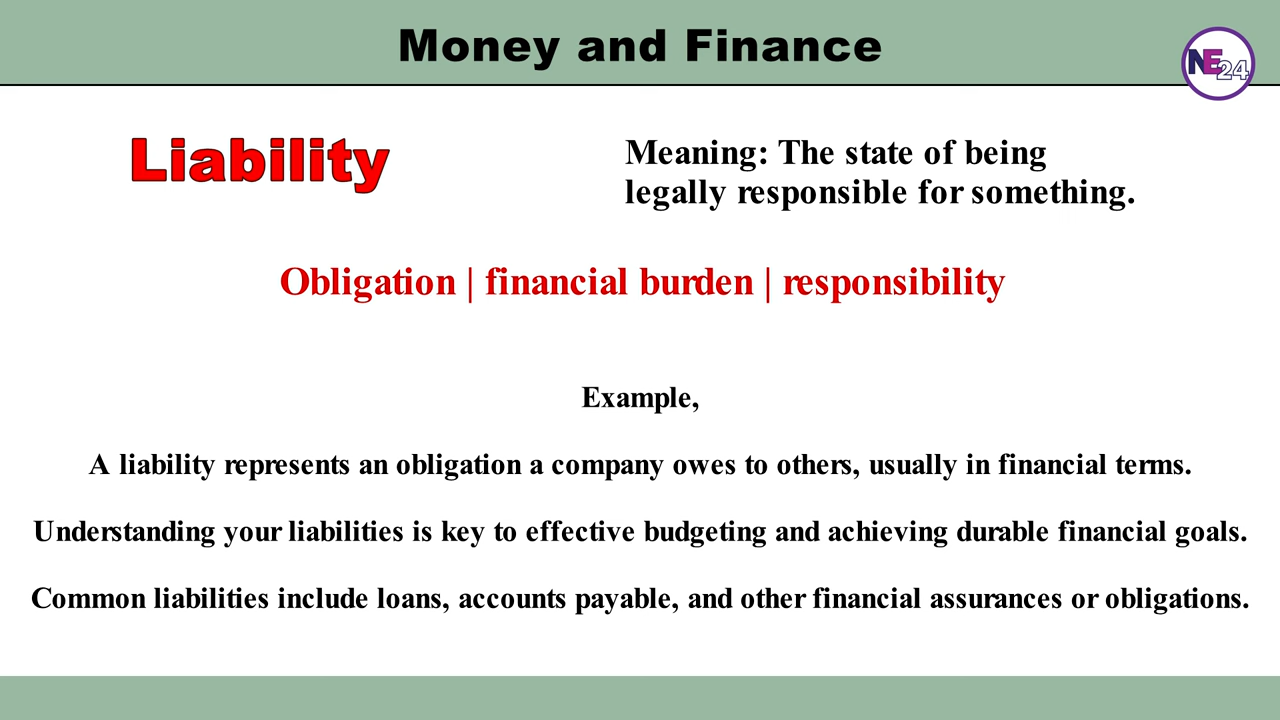 Money and Finance
NE24
Liability
Meaning: The state of being
legally responsible for something.
Obligation | financial burden | responsibility
Example,
A liability represents an obligation a company owes to others, usually in financial terms.
Understanding your liabilities is key to effective budgeting and achieving durable financial goals.
Common liabilities include loans, accounts payable, and other financial assurances or obligations.